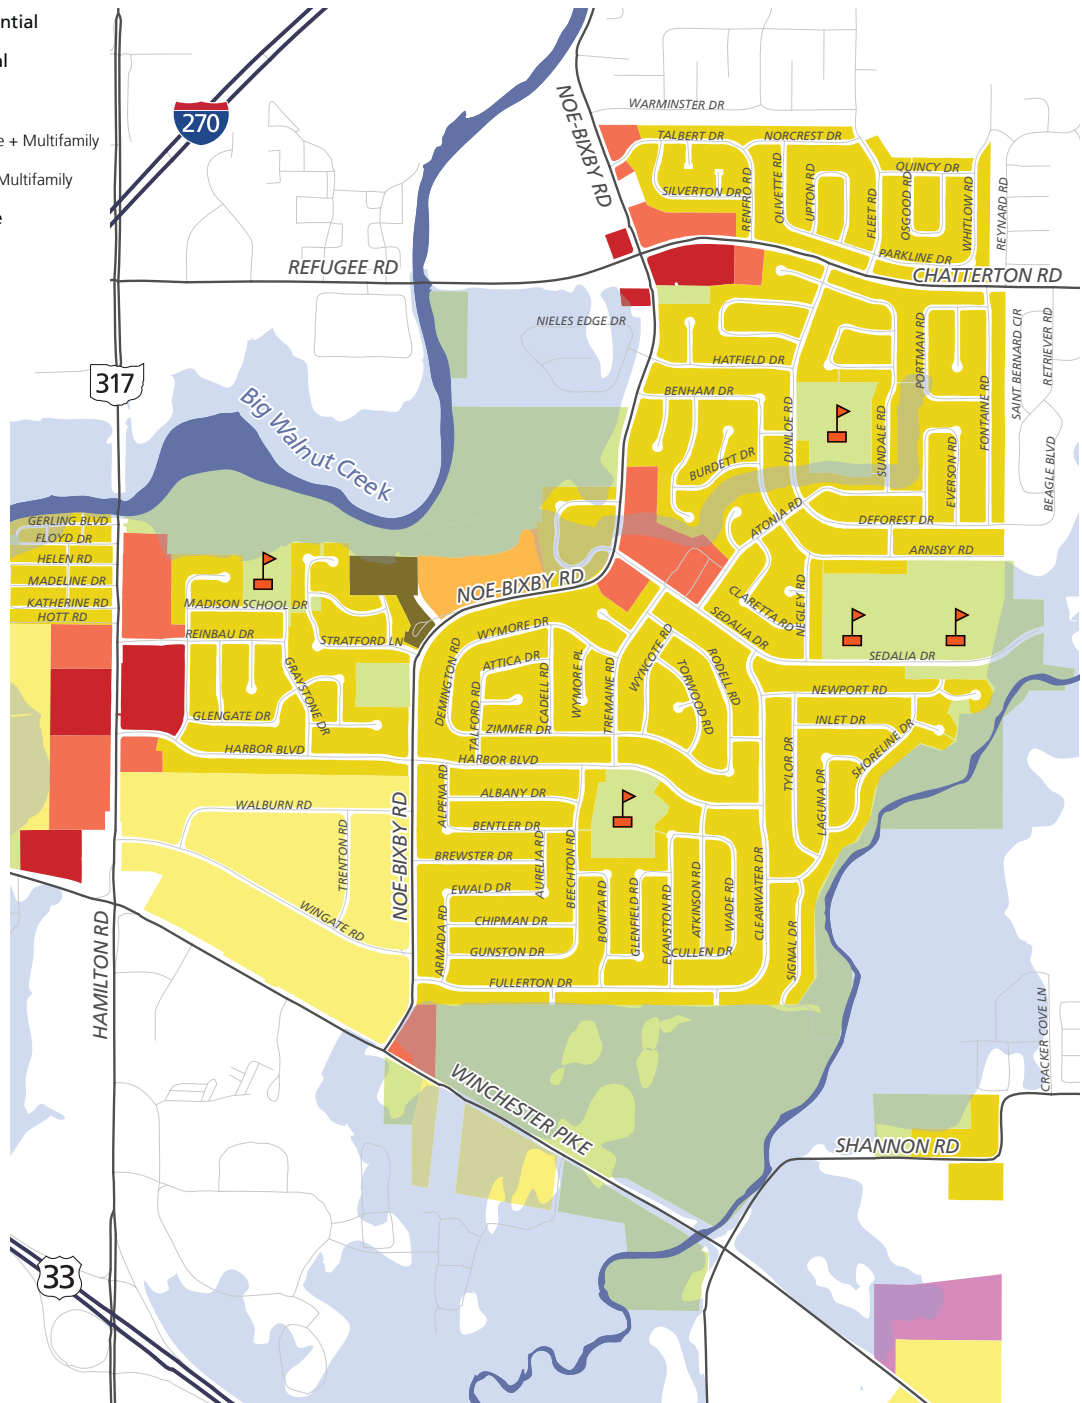 ntial
l
e + Multifamily
Multifamily
e
270
317
33
NOE-BIXBY RD
WARMINSTER DR
TALBERT DR
NORCREST DR
QUINCY DR
SILVERTON DR
RENFRO RD
OLIVETTE RD
UPTON RD
FLEET RD
OSGOOD RD
WHITLOW RD
REYNARD RD
PARKLINE DR
REFUGEE RD
CHATTERTON RD
NIELES EDGE DR
HATFIELD DR
BENHAM DR
PORTMAN RD
SAINT BERNARD CIR
RETRIEVER RD
FONTAINE RD
DUNLOE RD
SUNDALE RD
BURDETT DR
EVERSON RD
BEAGLE BLVD
Big Walnut Creek
ATONIA RD
DEFOREST DR
ARNSBY RD
GERLING BLVD
FLOYD DR
HELEN RD
MADELINE DR
KATHERINE RD
HOTT RD
MADISON SCHOOL DR
REINBAU DR
STRATFORD LN
GRAYSTONE DR
GLENGATE DR
HARBOR BLVD
NOE-BIXBY RD
CLARETTA RD
NEGLEY RD
SEDALIA DR
SEDALIA DR
WYMORE DR
ATTICA DR
DEMINGTON RD
TALFORD RD
CADELL RD
WYMORE PL
TREMAINE RD
WYNCOTE RD
TORWOOD RD
RODELL RD
ZIMMER DR
HARBOR BLVD
NEWPORT RD
INLET DR
SHORELINE DR
TYLOR DR
LAGUNA DR
WALBURN RD
TRENTON RD
WINGATE RD
NOE-BIXBY RD
ALPENA RD
ALBANY DR
BENTLER DR
BREWSTER DR
AURELIA RD
BEECHTON RD
EWALD DR
CHIPMAN DR
GUNSTON DR
ARMADA RD
FULLERTON DR
BONITA RD
GLENFIELD RD
EVANSTON RD
ATKINSON RD
WADE RD
CULLEN DR
CLEARWATER DR
SIGNAL DR
HAMILTON RD
WINCHESTER PIKE
CRACKER COVE LN
SHANNON RD